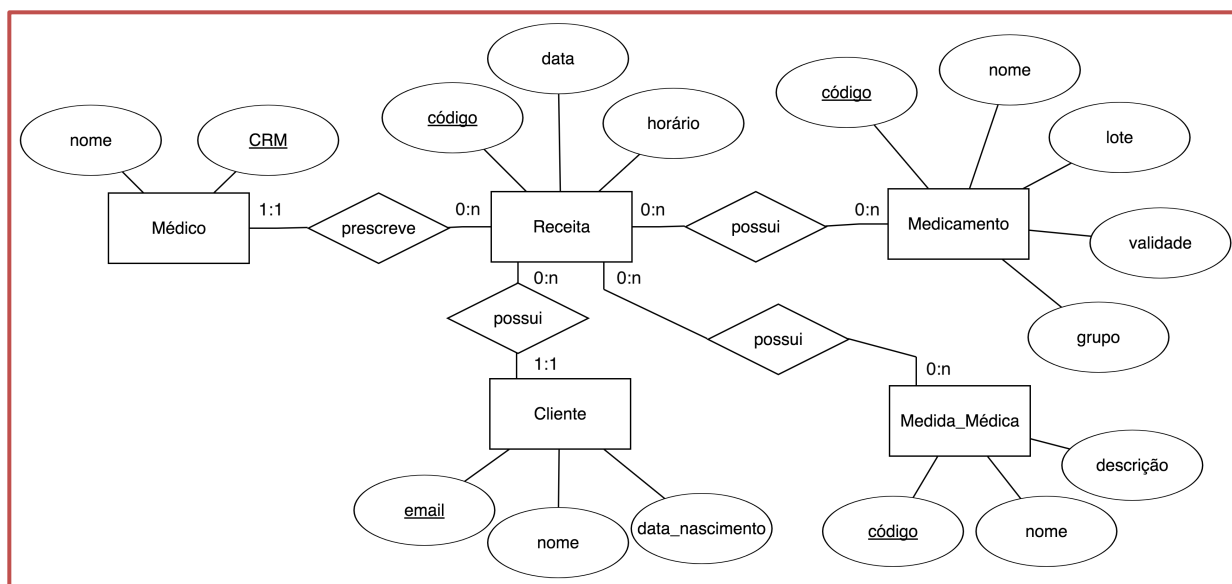 data
código
nome
código
nome
CRM
horário
lote
1:1
0:n
0:n
0:n
Médico
prescreve
Receita
possui
Medicamento
validade
0:n
0:n
possui
possui
grupo
1:1
0:n
Cliente
Medida_Médica
descrição
email
data_nascimento
nome
código
nome